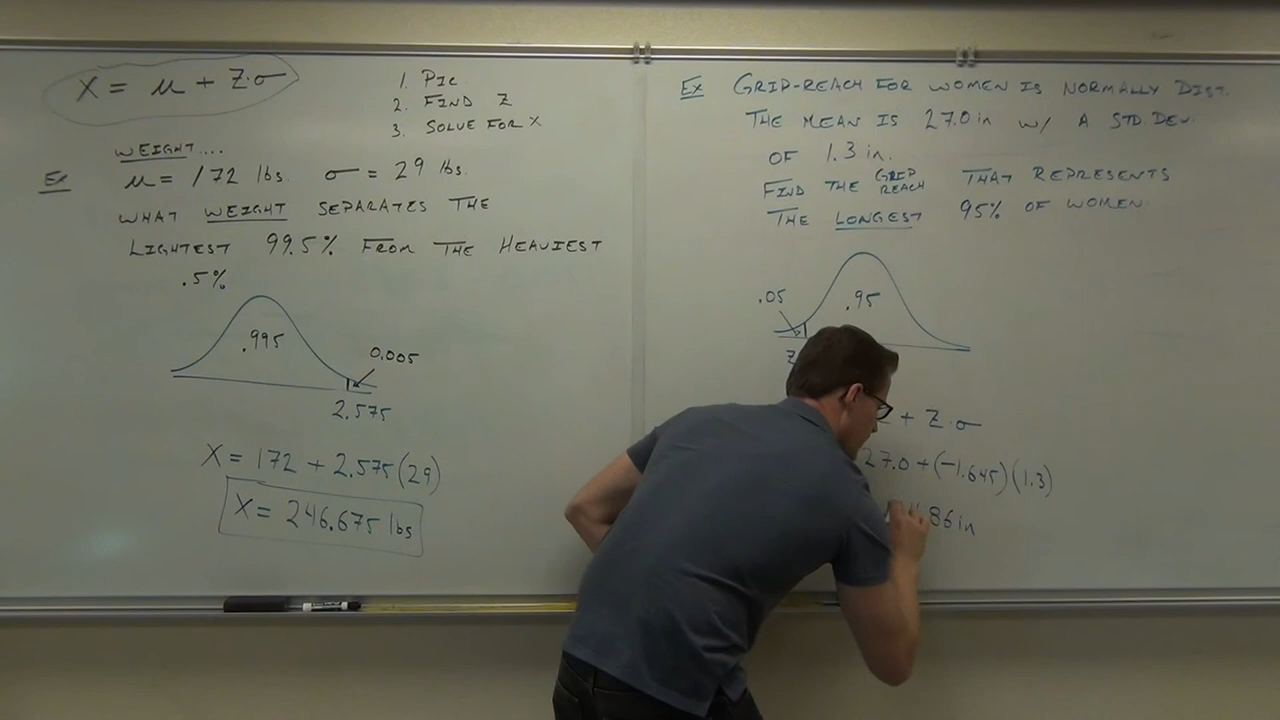 X = μ + Z·σ
1. PIC
2. FIND Z
3. SOLVE FOR X
WEIGHT....
Ex μ = 172 lbs σ = 29 lbs.
WHAT WEIGHT SEPARATES THE
LIGHTEST 99.5% FROM THE HEAVIEST
.5%
.995
0.005
2.575
X = 172 + 2.575(29)
X = 246.675 lbs
Ex GRID-REACH FOR WOMEN IS NORMALLY DIST.
THE MEAN IS 27.0 in w/ A STD. DEV.
OF 1.3 in.
FIND THE GRID REACH THAT REPRESENTS
THE LONGEST 95% OF WOMEN.
.05
.95
Z
+ Z·σ
27.0 + (-1.645)(1.3)
86 in